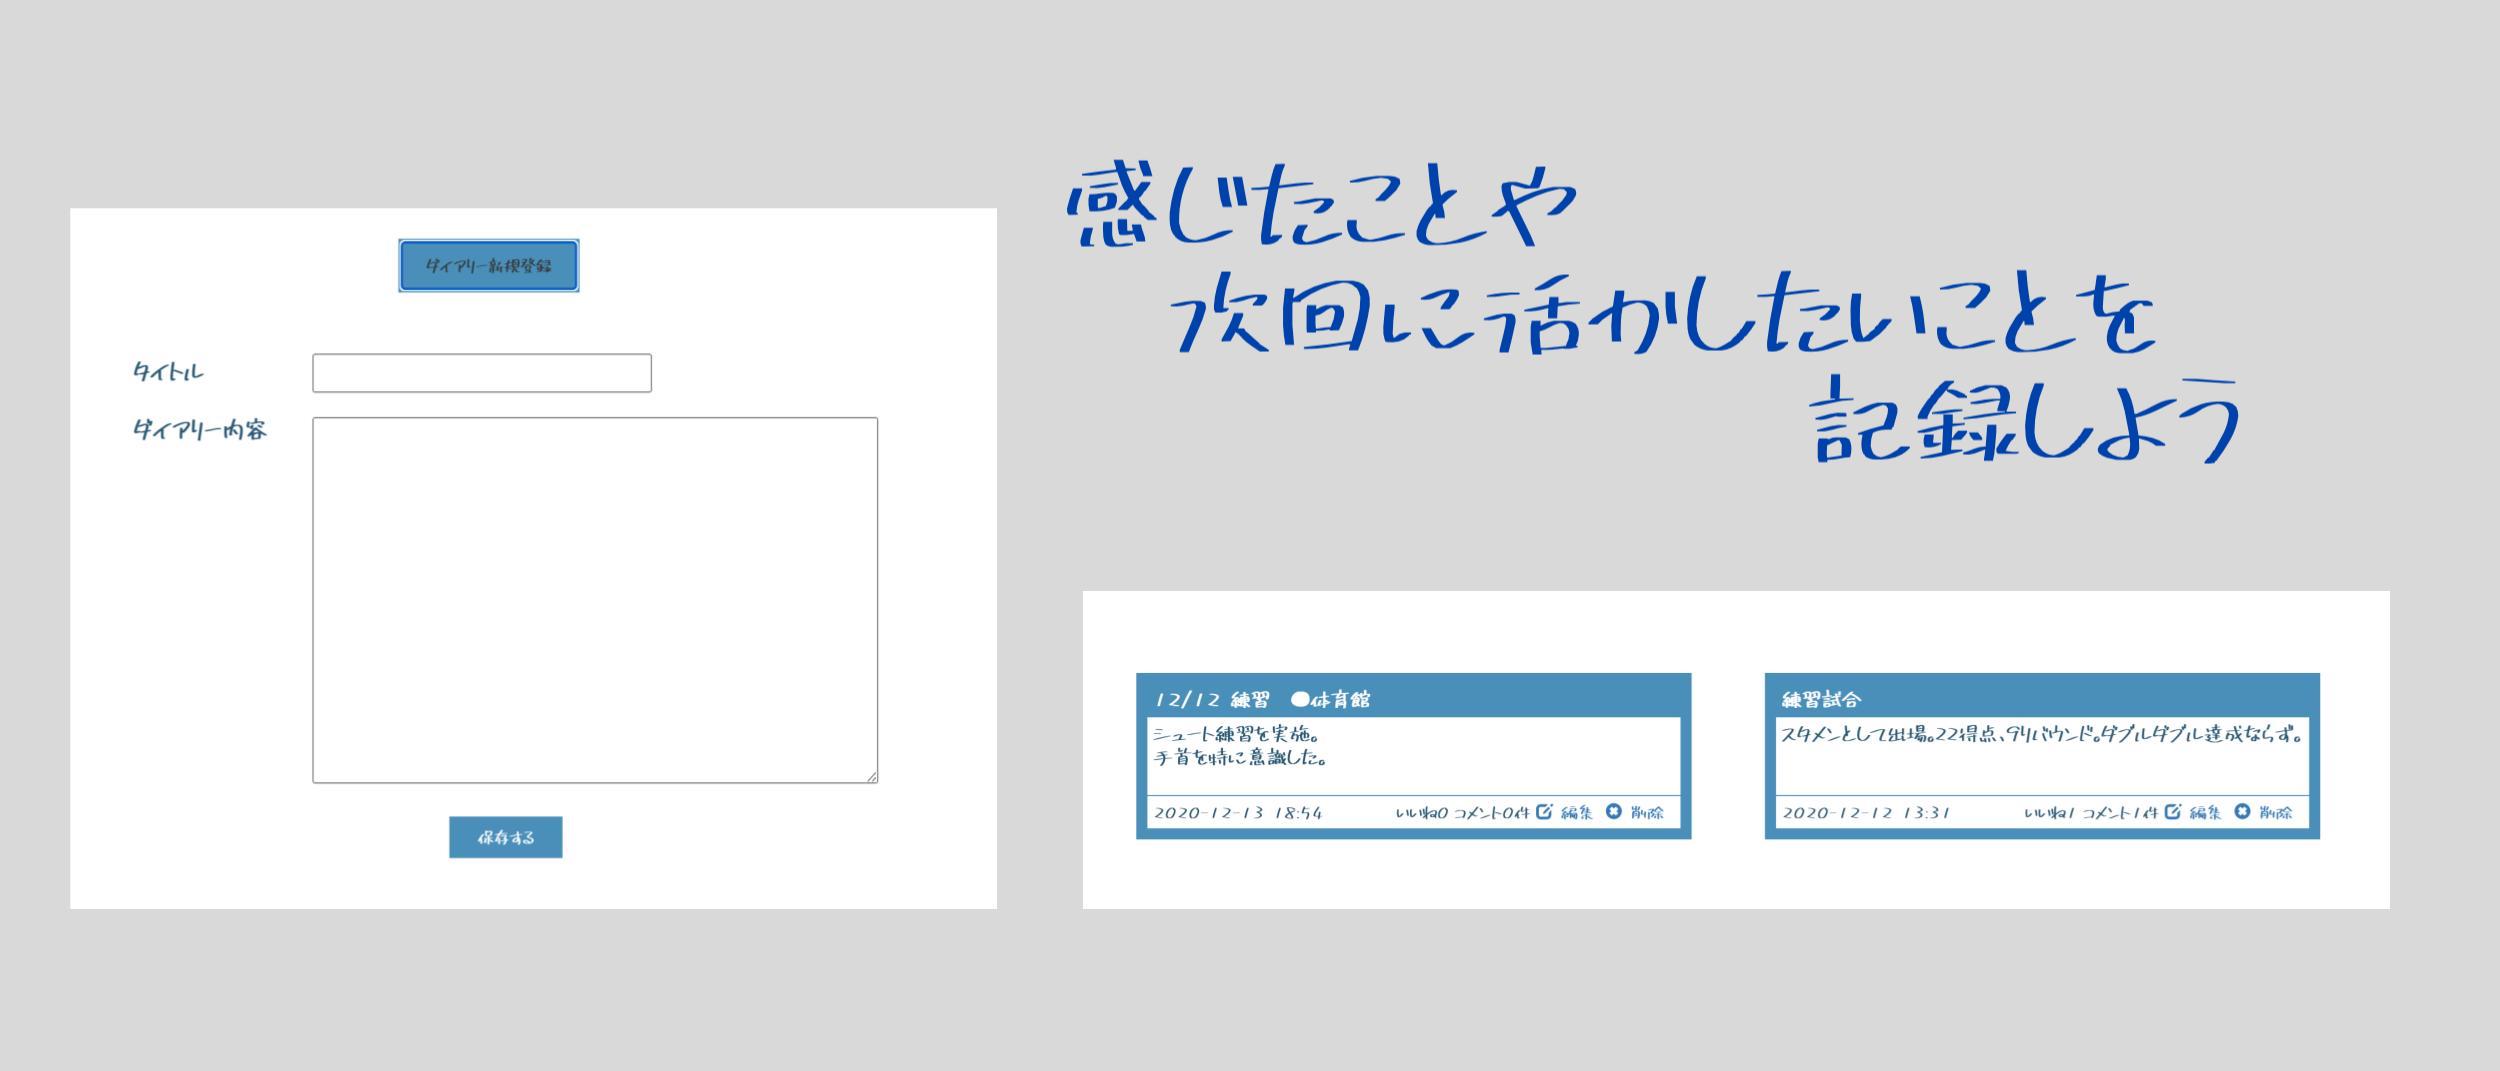 感じたことや
次回に活かしたいことを
記録しよう
ダイアリー新規登録
タイトル
ダイアリー内容
保存する
12/12 練習　●体育館
シュート練習を実施。
手首を特に意識した。
2020-12-13 18:54 いいね0 コメント0件 編集 削除
練習試合
スタメンとして出場。22得点、9リバウンド。ダブルダブル達成ならず。
2020-12-12 13:31 いいね1 コメント1件 編集 削除